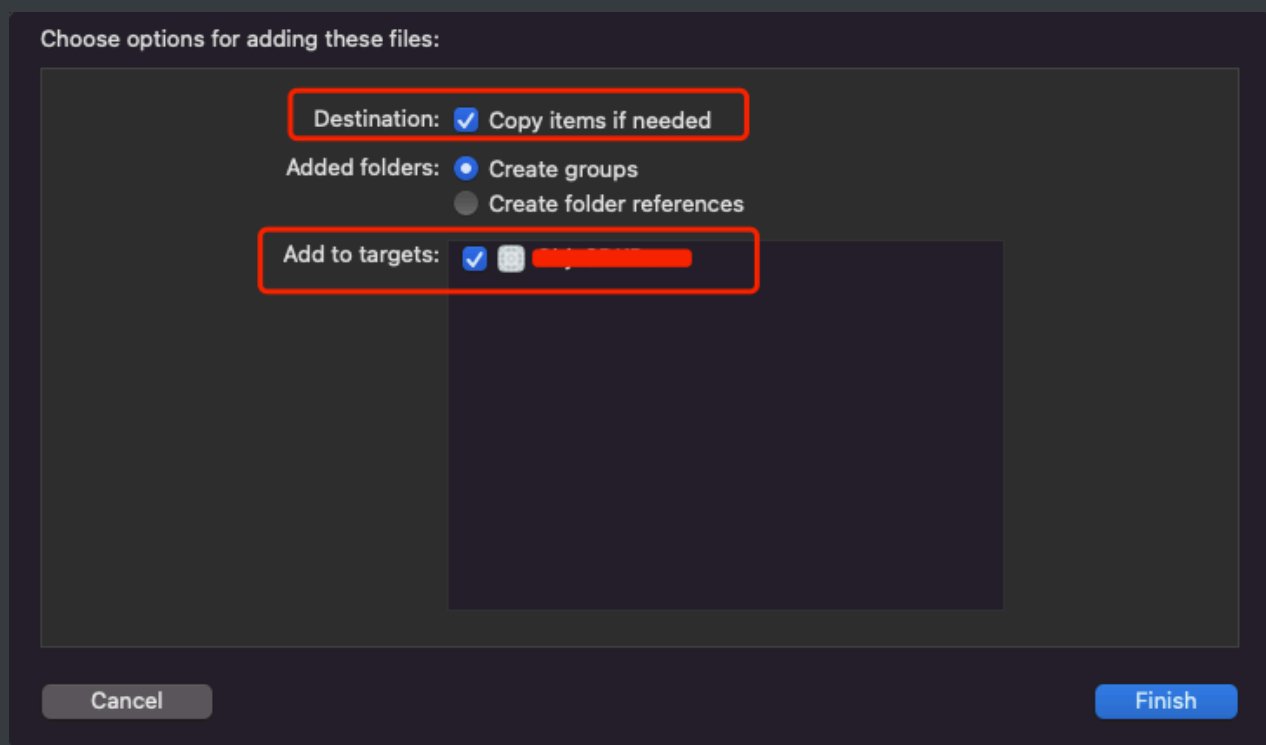 Choose options for adding these files:
Destination: Copy items if needed
Added folders: Create groups
Create folder references
Add to targets:
Cancel
Finish